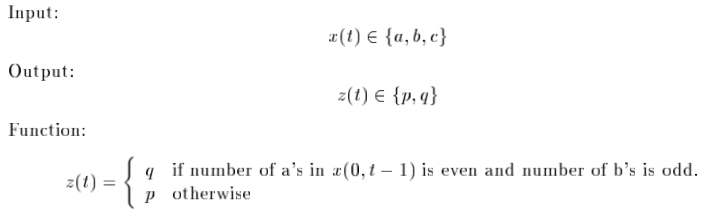 Input:
x(t) ∈ {a, b, c}
Output:
z(t) ∈ {p, q}
Function:
z(t) = { q if number of a's in x(0, t − 1) is even and number of b's is odd.
p otherwise